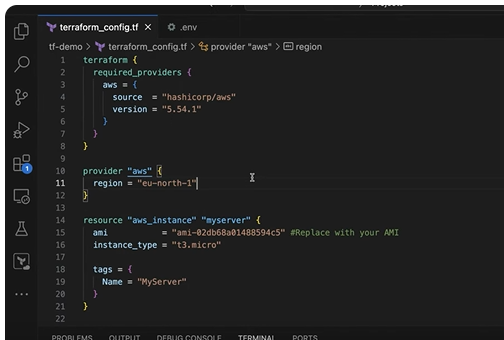 terraform_config.tf
.env
tf-demo > terraform_config.tf > provider "aws" > region
1 terraform {
2 required_providers {
3 aws = {
4 source = "hashicorp/aws"
5 version = "5.54.1"
6 }
7 }
8 }
9
10 provider "aws" {
11 region = "eu-north-1"
12 }
13
14 resource "aws_instance" "myserver" {
15 ami = "ami-02db68a01488594c5" #Replace with your AMI
16 instance_type = "t3.micro"
17
18 tags = {
19 Name = "MyServer"
20 }
21 }
22
1
PROBLEMS OUTPUT DEBUG CONSOLE TERMINAL PORTS